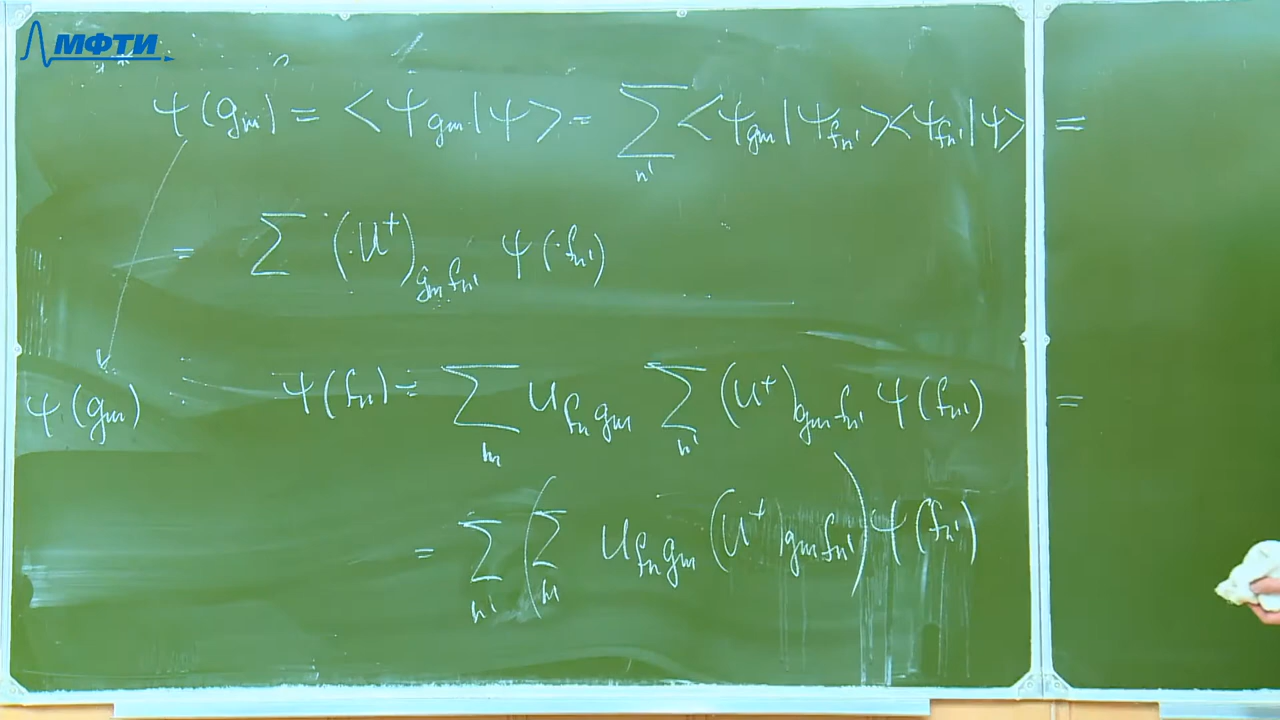 МФТИ
ψ(g_m) = <ψ_{g_m}|ψ> = ∑_{n'} <ψ_{g_m}|ψ_{f_{n'}}><ψ_{f_{n'}}|ψ> =
= ∑ (U⁺)_{g_m f_{n'}} ψ(f_{n'})
ψ(g_m) : ψ(f_n) = ∑_m U_{f_n g_m} ∑_{n'} (U⁺)_{g_m f_{n'}} ψ(f_{n'}) =
= ∑_{n'} (∑_m U_{f_n g_m} (U⁺)_{g_m f_{n'}}) ψ(f_{n'})